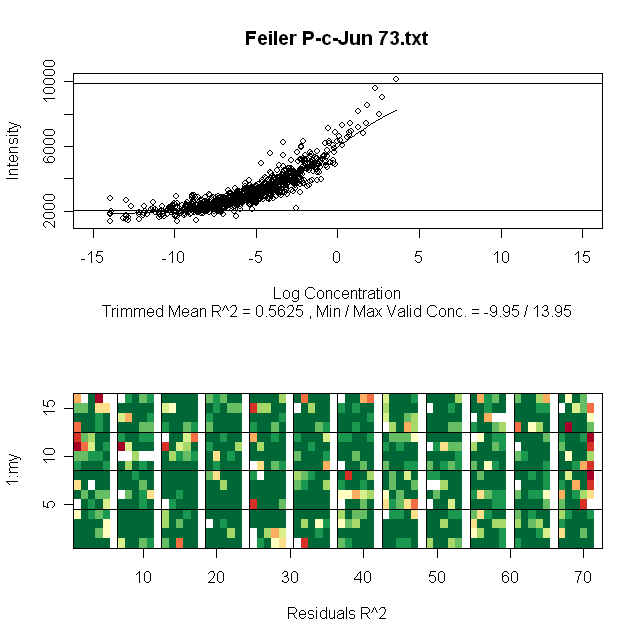 Feiler P-c-Jun 73.txt
10000
6000
2000
Intensity
-15 -10 -5 0 5 10 15
Log Concentration
Trimmed Mean R^2 = 0.5625 , Min / Max Valid Conc. = -9.95 / 13.95
15
10
5
1:my
10 20 30 40 50 60 70
Residuals R^2